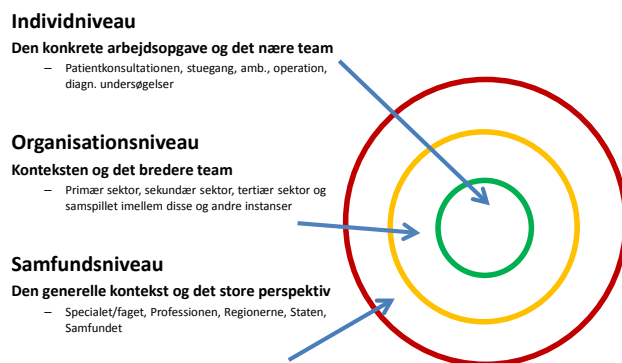 Individniveau
Den konkrete arbejdsopgave og det nære team
– Patientkonsultationen, stuegang, amb., operation,
diagn. undersøgelser
Organisationsniveau
Konteksten og det bredere team
– Primær sektor, sekundær sektor, tertiær sektor og
samspillet imellem disse og andre instanser
Samfundsniveau
Den generelle kontekst og det store perspektiv
– Specialet/faget, Professionen, Regionerne, Staten,
Samfundet